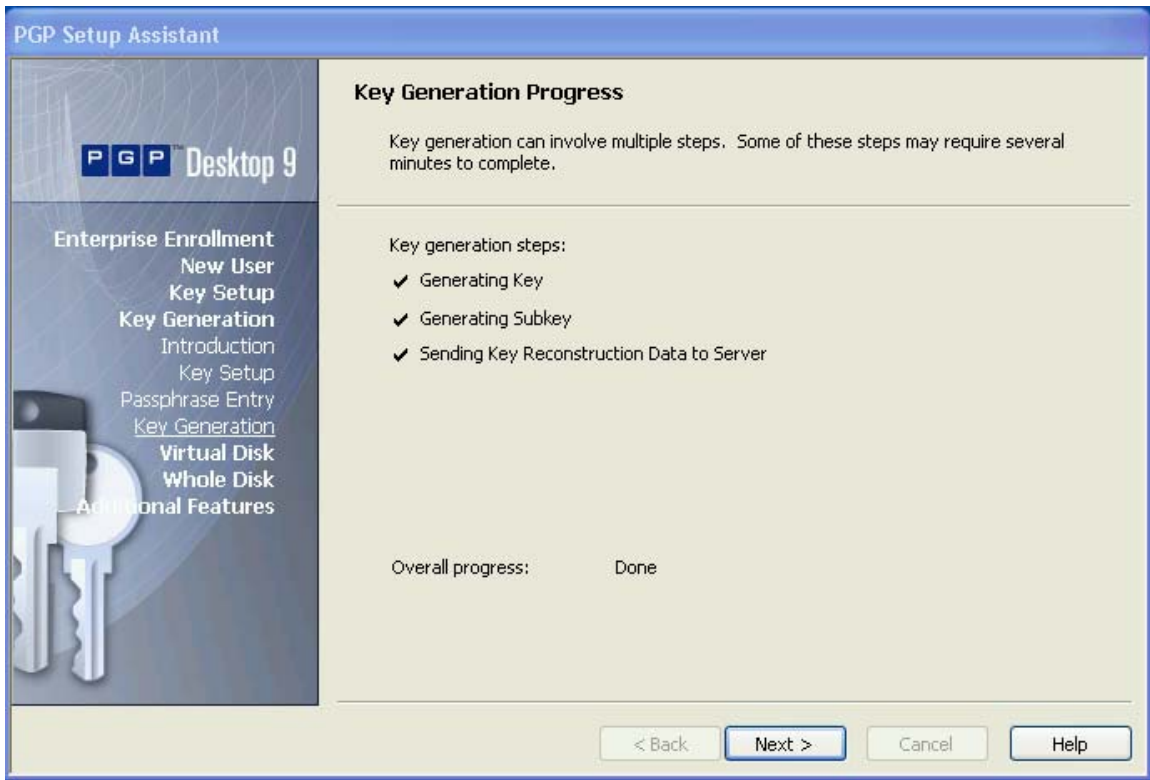 PGP Setup Assistant
PGP™ Desktop 9
Enterprise Enrollment
New User
Key Setup
Key Generation
Introduction
Key Setup
Passphrase Entry
Key Generation
Virtual Disk
Whole Disk
Additional Features
Key Generation Progress
Key generation can involve multiple steps. Some of these steps may require several
minutes to complete.
Key generation steps:
✔ Generating Key
✔ Generating Subkey
✔ Sending Key Reconstruction Data to Server
Overall progress: Done
< Back Next > Cancel Help